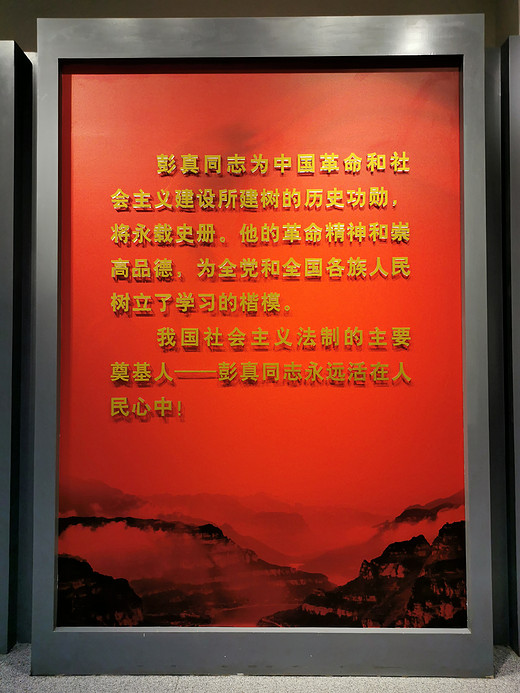 彭真同志为中国革命和社
会主义建设所建树的历史功勋，
将永载史册。他的革命精神和崇
高品德，为全党和全国各族人民
树立了学习的楷模。
我国社会主义法制的主要
奠基人——彭真同志永远活在人
民心中！